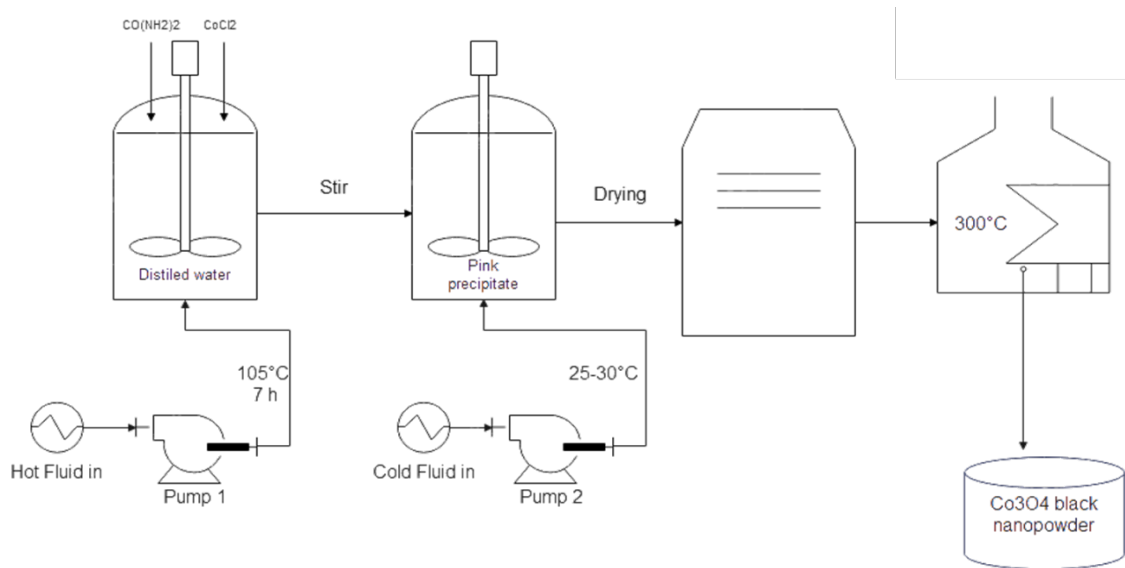 CO(NH2)2
CoCl2
Stir
Drying
Distiled water
Pink
precipitate
300°C
105°C
7 h
25-30°C
Hot Fluid in
Pump 1
Cold Fluid in
Pump 2
Co3O4 black
nanopowder